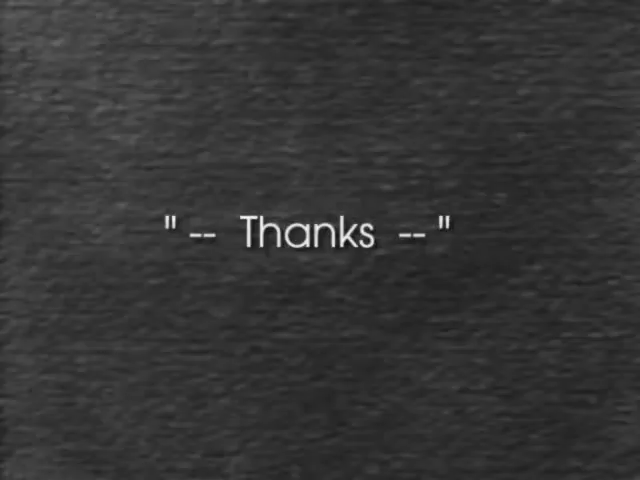 " -- Thanks -- "